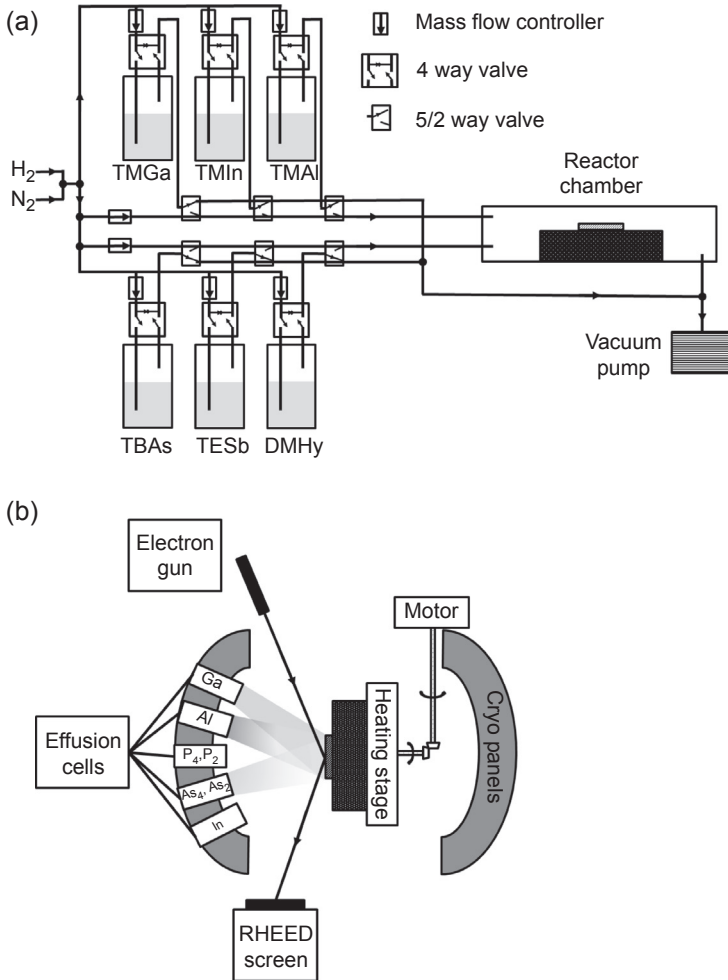 (a)
Mass flow controller
4 way valve
5/2 way valve
TMGa
TMIn
TMAl
H2
N2
Reactor
chamber
Vacuum
pump
TBAs
TESb
DMHy
(b)
Electron
gun
Motor
Ga
Al
P4, P2
As4, As2
In
Effusion
cells
Heating stage
Cryo panels
RHEED
screen